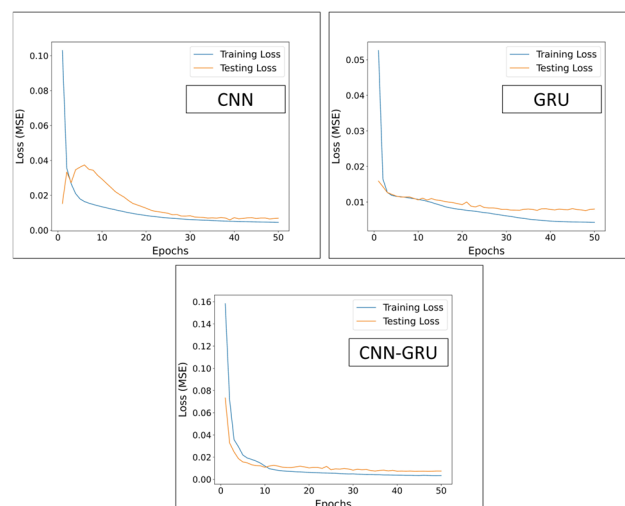 0.10
0.08
0.06
0.04
0.02
0.00
Loss (MSE)
Training Loss
Testing Loss
CNN
0 10 20 30 40 50
Epochs
0.05
0.04
0.03
0.02
0.01
Loss (MSE)
Training Loss
Testing Loss
GRU
0 10 20 30 40 50
Epochs
0.16
0.14
0.12
0.10
0.08
0.06
0.04
0.02
0.00
Loss (MSE)
Training Loss
Testing Loss
CNN-GRU
0 10 20 30 40 50
Epochs